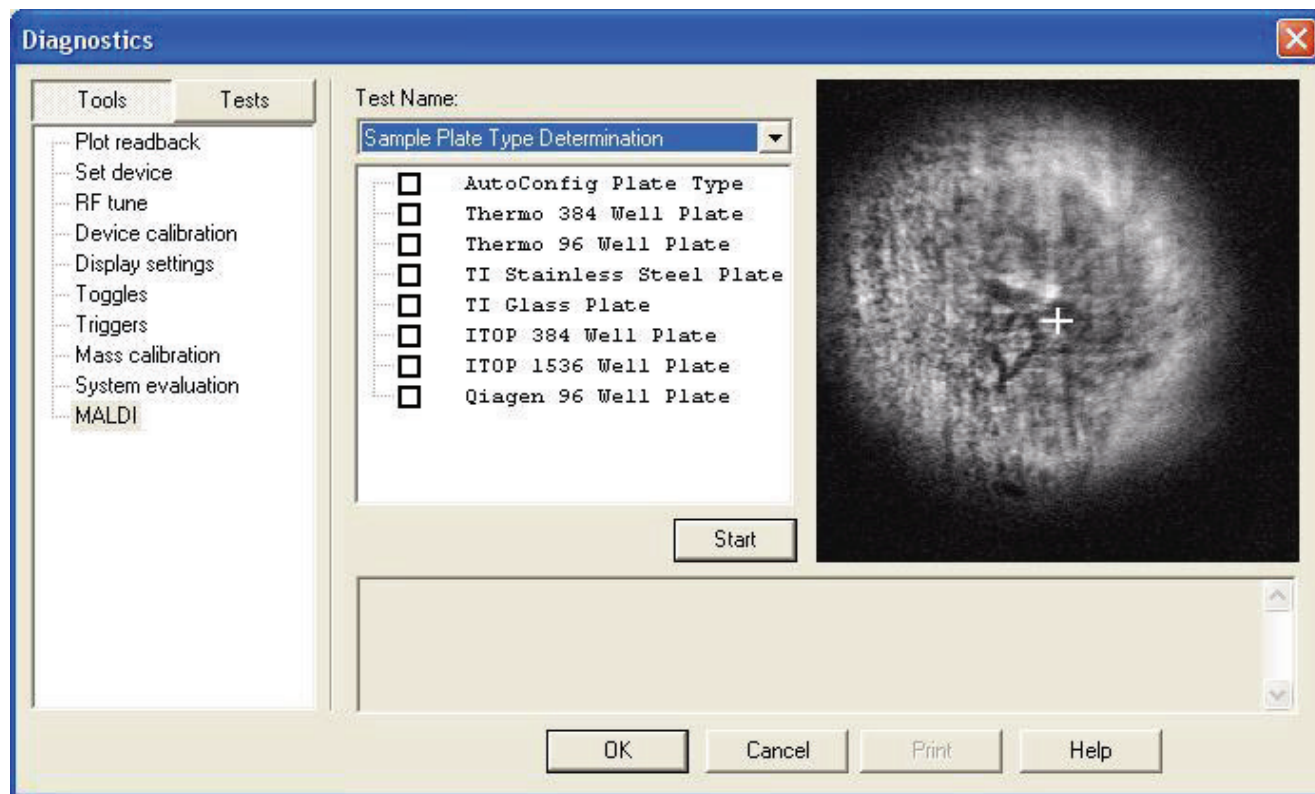 Diagnostics
Tools
Tests
Plot readback
Set device
RF tune
Device calibration
Display settings
Toggles
Triggers
Mass calibration
System evaluation
MALDI
Test Name:
Sample Plate Type Determination
AutoConfig Plate Type
Thermo 384 Well Plate
Thermo 96 Well Plate
TI Stainless Steel Plate
TI Glass Plate
ITOP 384 Well Plate
ITOP 1536 Well Plate
Qiagen 96 Well Plate
Start
OK
Cancel
Print
Help